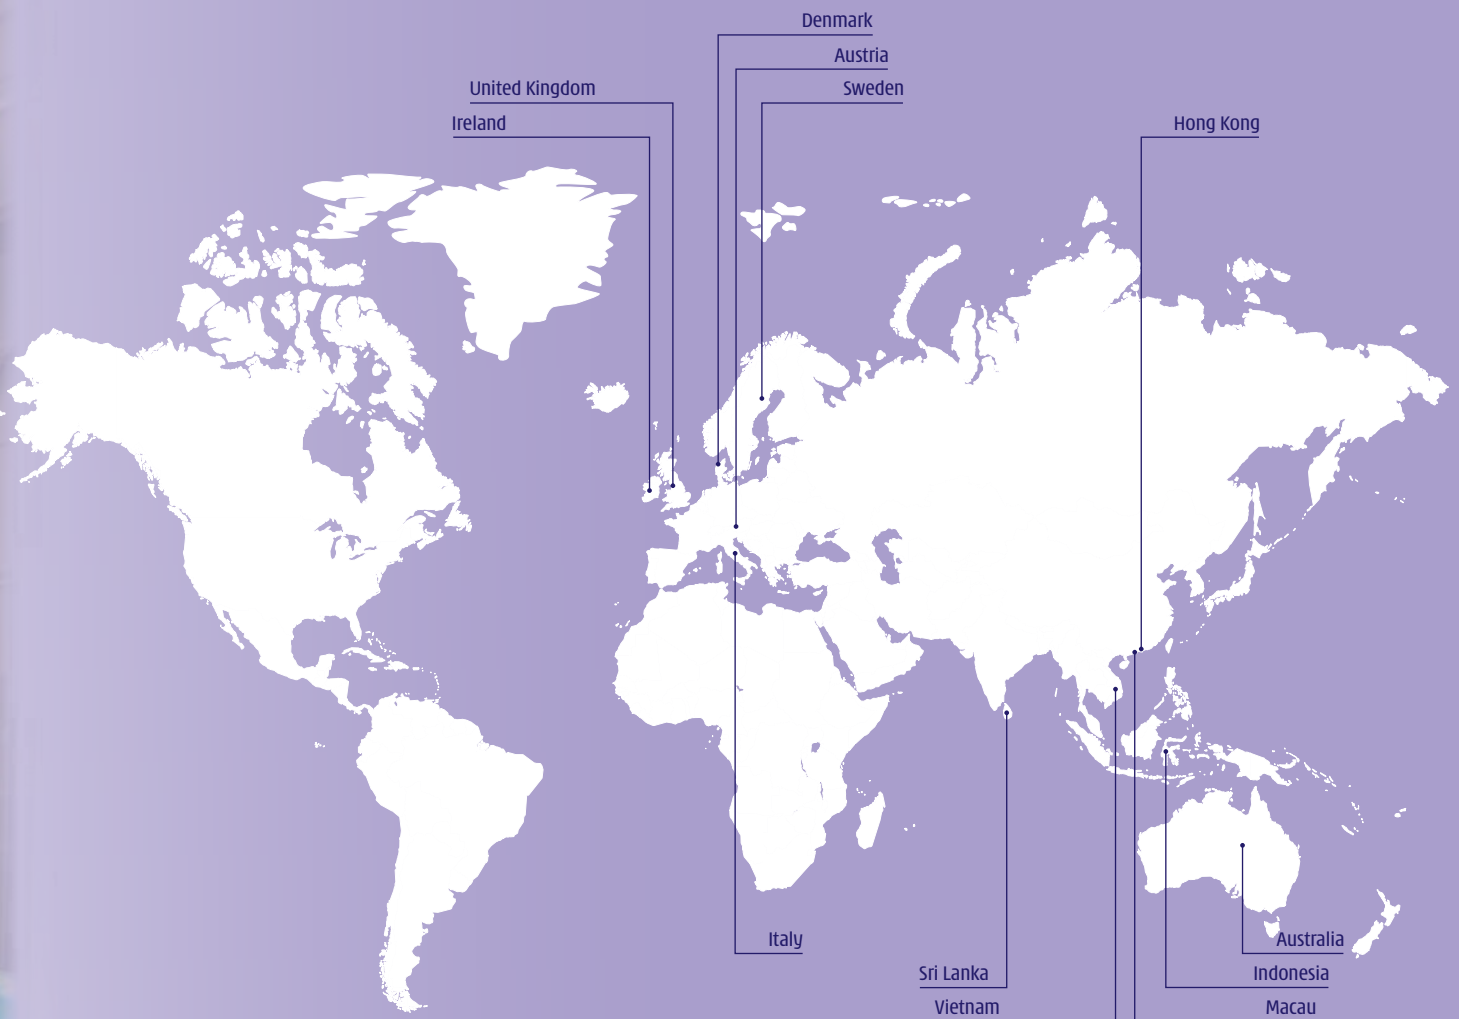 Denmark
Austria
United Kingdom
Sweden
Ireland
Hong Kong
Italy
Australia
Sri Lanka
Indonesia
Vietnam
Macau